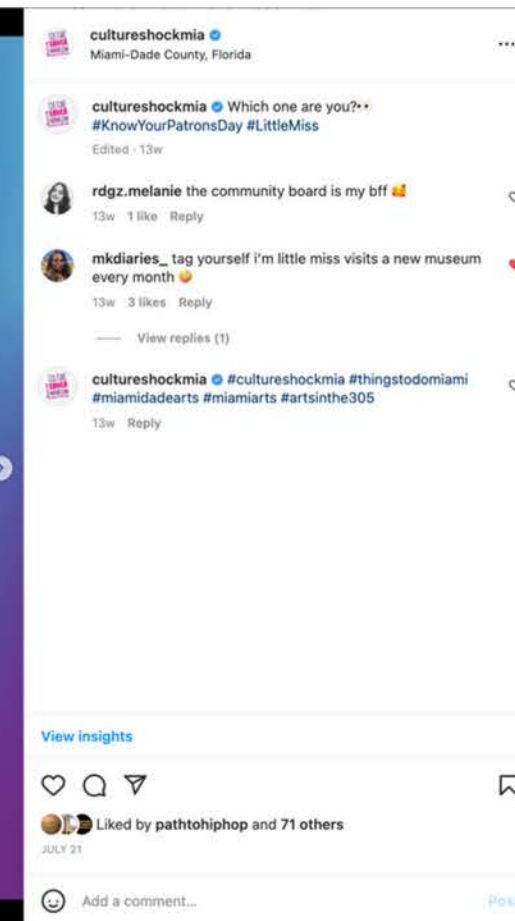 cultureshockmia
Miami-Dade County, Florida
cultureshockmia Which one are you?👀
#KnowYourPatronsDay #LittleMiss
Edited · 13w
rdgz.melanie the community board is my bff 🥰
13w 1 like Reply
mkdiaries_ tag yourself i'm little miss visits a new museum
every month
13w 3 likes Reply
View replies (1)
cultureshockmia #cultureshockmia #thingstodomiami
#miamidadearts #miamiarts #artsinthe305
13w Reply
View insights
Liked by pathtohiphop and 71 others
JULY 21
Add a comment...